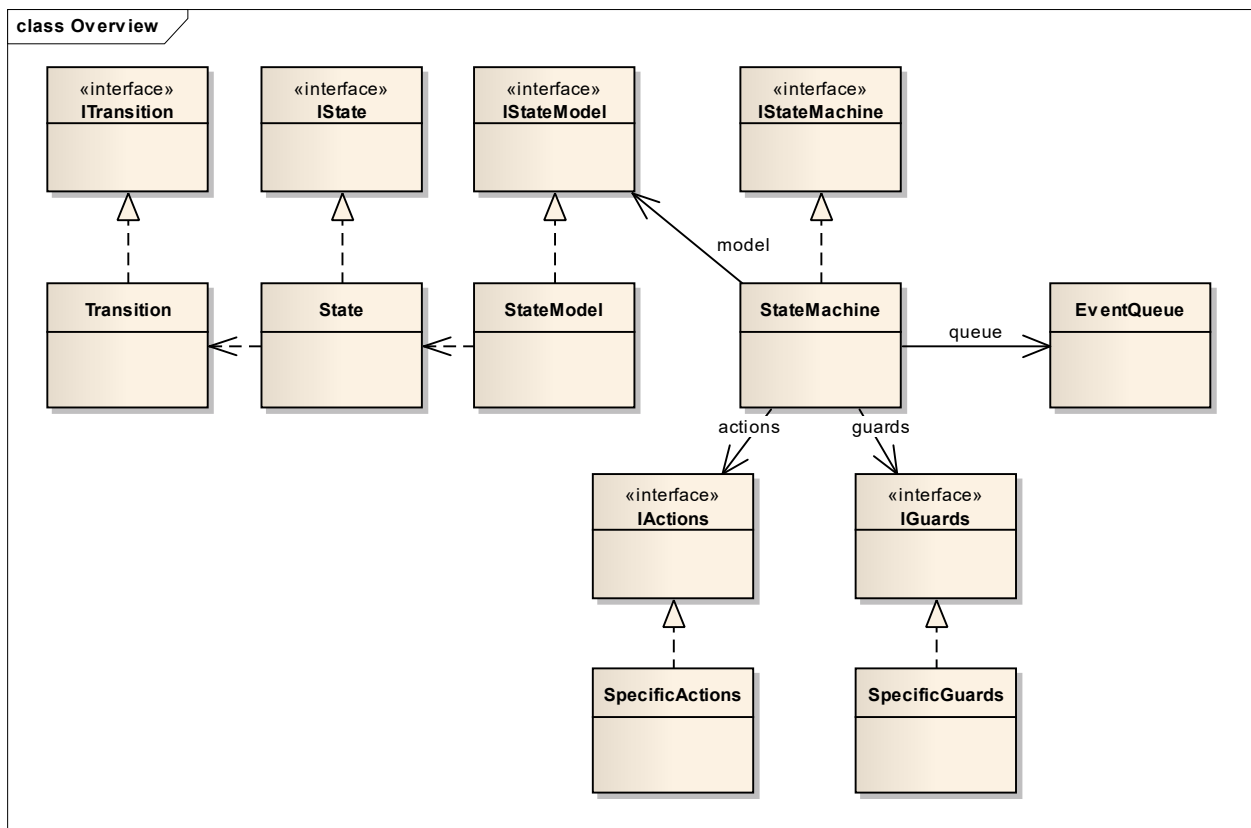 class Overview
«interface»
ITransition
«interface»
IState
«interface»
IStateModel
«interface»
IStateMachine
model
Transition
State
StateModel
StateMachine
EventQueue
queue
actions
guards
«interface»
IActions
«interface»
IGuards
SpecificActions
SpecificGuards